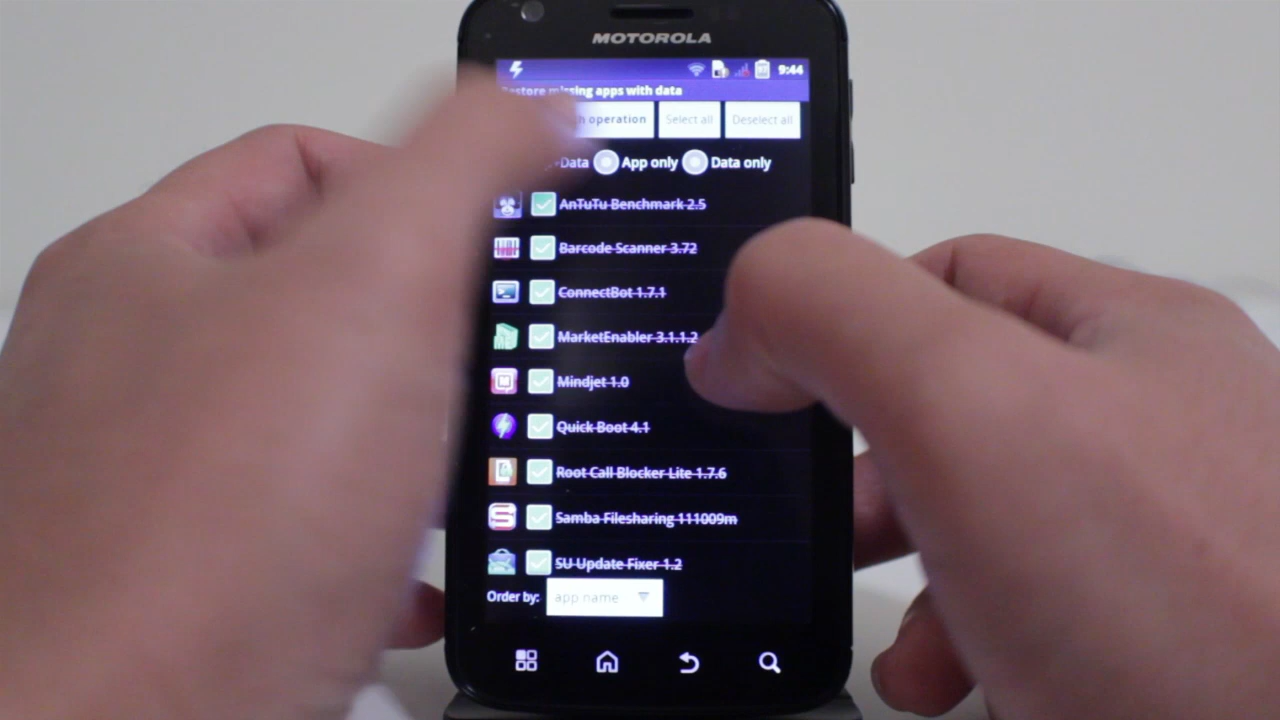 MOTOROLA
9:44
missing apps with data
operation Select all Deselect all
Data App only Data only
AnTuTu Benchmark 2.5
Barcode Scanner 3.72
ConnectBot 1.7.1
MarketEnabler 3.1.1.2
Mindjet 1.0
Quick Boot 4.1
Root Call Blocker Lite 1.7.6
Samba Filesharing 111009m
SU Update Fixer 1.2
Order by: app name